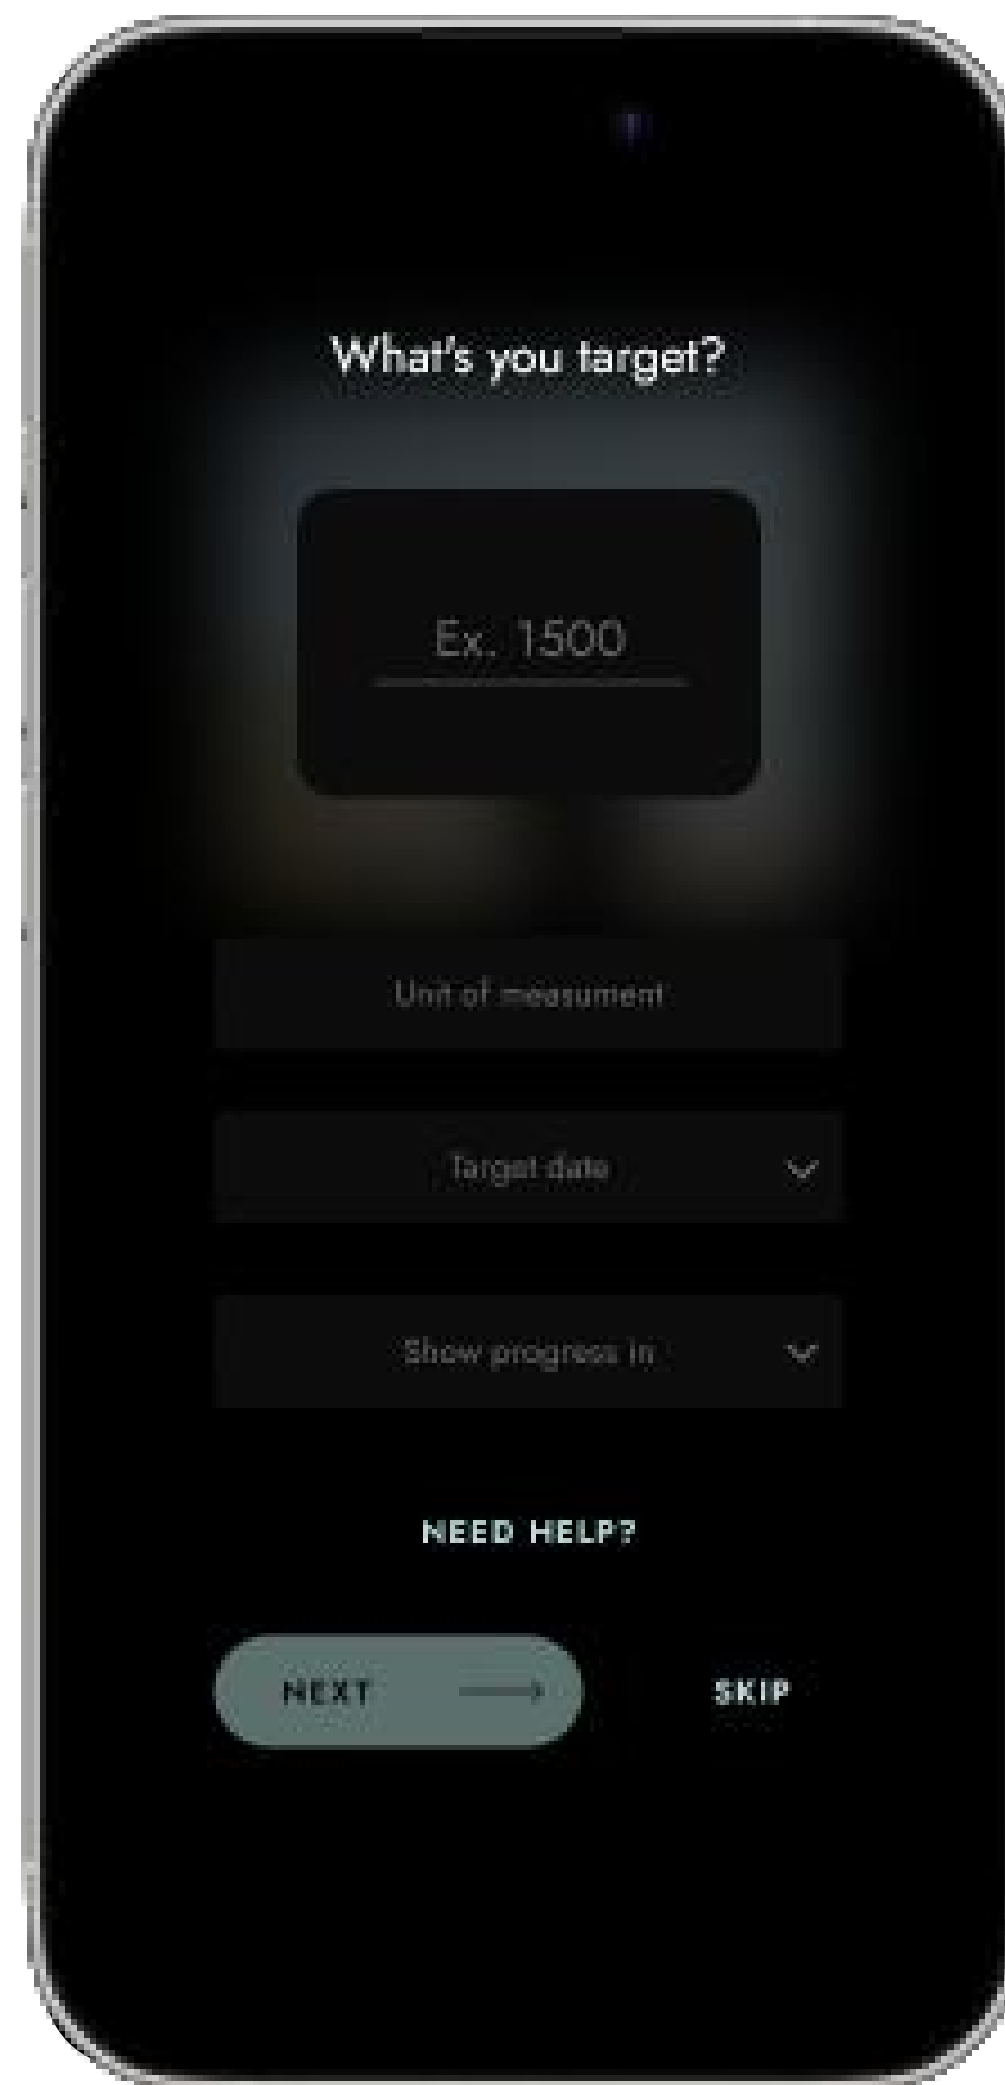 What's you target?
Ex. 1500
Unit of measument
Target date
Show progress in
NEED HELP?
NEXT
SKIP